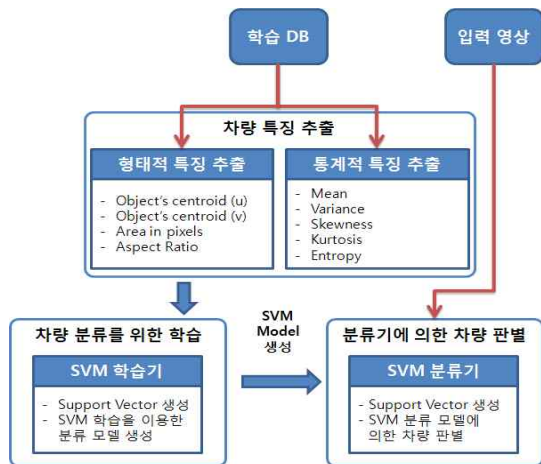 학습 DB
입력 영상
차량 특징 추출
형태적 특징 추출
- Object's centroid (u)
- Object's centroid (v)
- Area in pixels
- Aspect Ratio
통계적 특징 추출
- Mean
- Variance
- Skewness
- Kurtosis
- Entropy
차량 분류를 위한 학습
SVM 학습기
- Support Vector 생성
- SVM 학습을 이용한
분류 모델 생성
SVM
Model
생성
분류기에 의한 차량 판별
SVM 분류기
- Support Vector 생성
- SVM 분류 모델에
의한 차량 판별